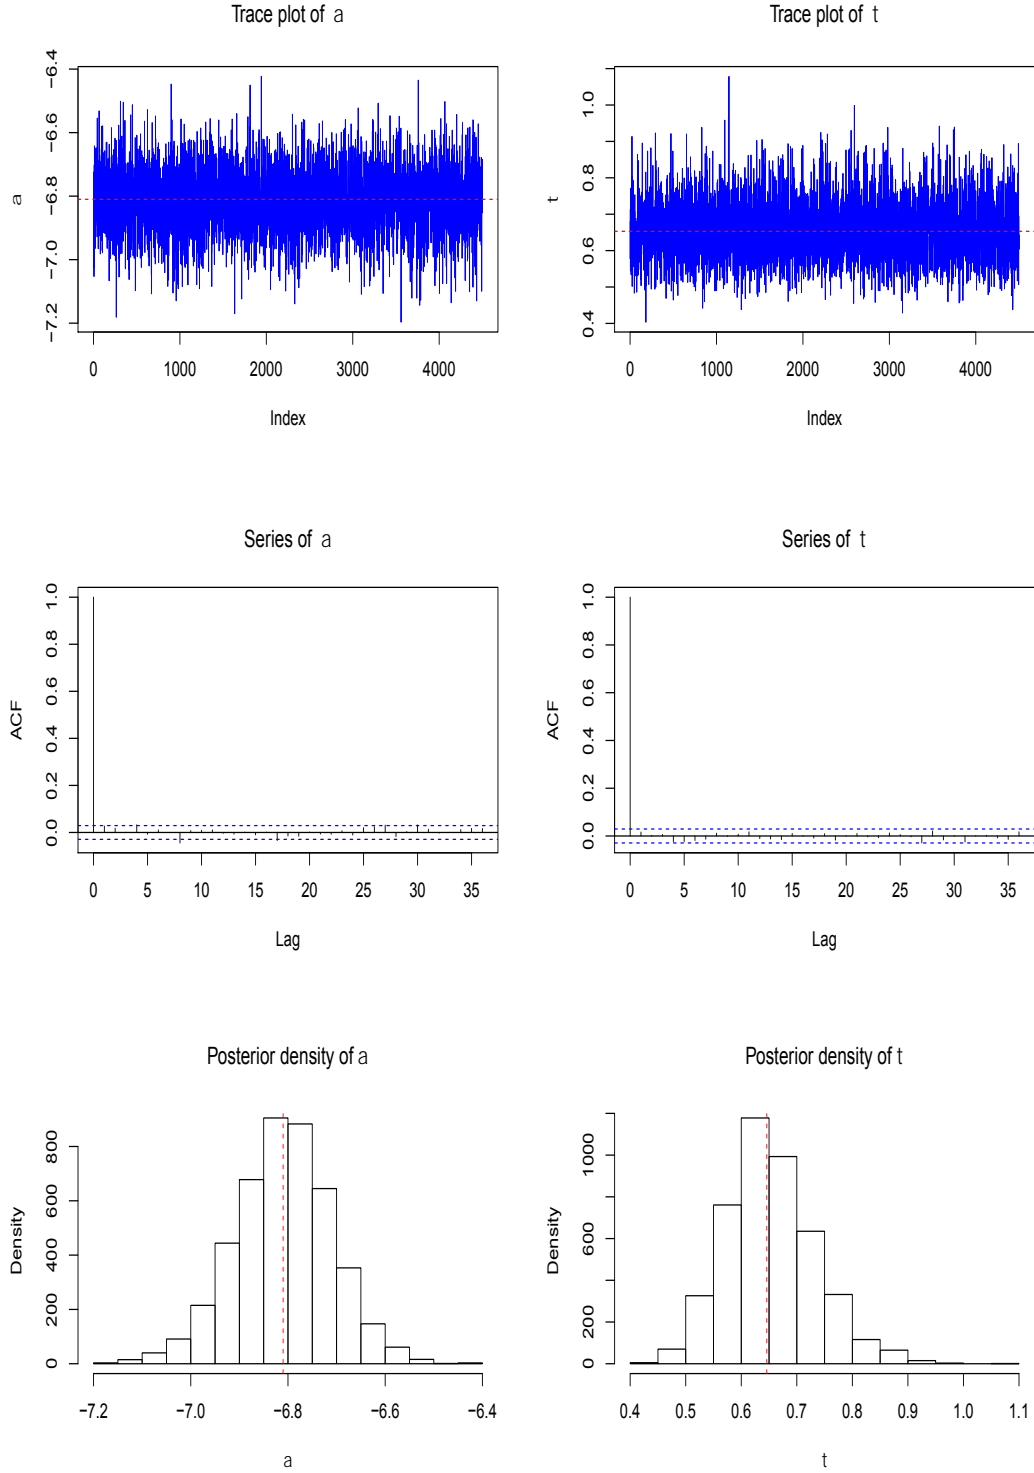 Trace plot of a
a
−7.2 −7.0 −6.8 −6.6 −6.4
0 1000 2000 3000 4000
Index
Trace plot of t
t
0.4 0.6 0.8 1.0
0 1000 2000 3000 4000
Index
Series of a
ACF
0.0 0.2 0.4 0.6 0.8 1.0
0 5 10 15 20 25 30 35
Lag
Series of t
ACF
0.0 0.2 0.4 0.6 0.8 1.0
0 5 10 15 20 25 30 35
Lag
Posterior density of a
Density
0 200 400 600 800
−7.2 −7.0 −6.8 −6.6 −6.4
a
Posterior density of t
Density
0 200 600 1000
0.4 0.5 0.6 0.7 0.8 0.9 1.0 1.1
t